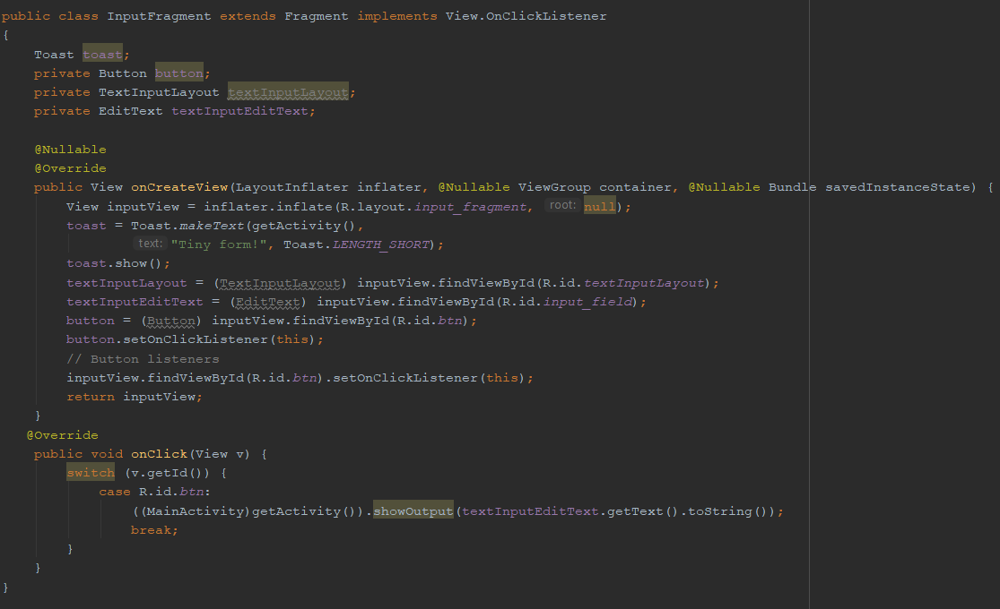 public class InputFragment extends Fragment implements View.OnClickListener
{
    Toast toast;
    private Button button;
    private TextInputLayout textInputLayout;
    private EditText textInputEditText;

    @Nullable
    @Override
    public View onCreateView(LayoutInflater inflater, @Nullable ViewGroup container, @Nullable Bundle savedInstanceState) {
        View inputView = inflater.inflate(R.layout.input_fragment, root: null);
        toast = Toast.makeText(getActivity(),
                text: "Tiny form!", Toast.LENGTH_SHORT);
        toast.show();
        textInputLayout = (TextInputLayout) inputView.findViewById(R.id.textInputLayout);
        textInputEditText = (EditText) inputView.findViewById(R.id.input_field);
        button = (Button) inputView.findViewById(R.id.btn);
        button.setOnClickListener(this);
        // Button listeners
        inputView.findViewById(R.id.btn).setOnClickListener(this);
        return inputView;
    }
   @Override
    public void onClick(View v) {
        switch (v.getId()) {
            case R.id.btn:
                ((MainActivity)getActivity()).showOutput(textInputEditText.getText().toString());
                break;
        }
    }
}